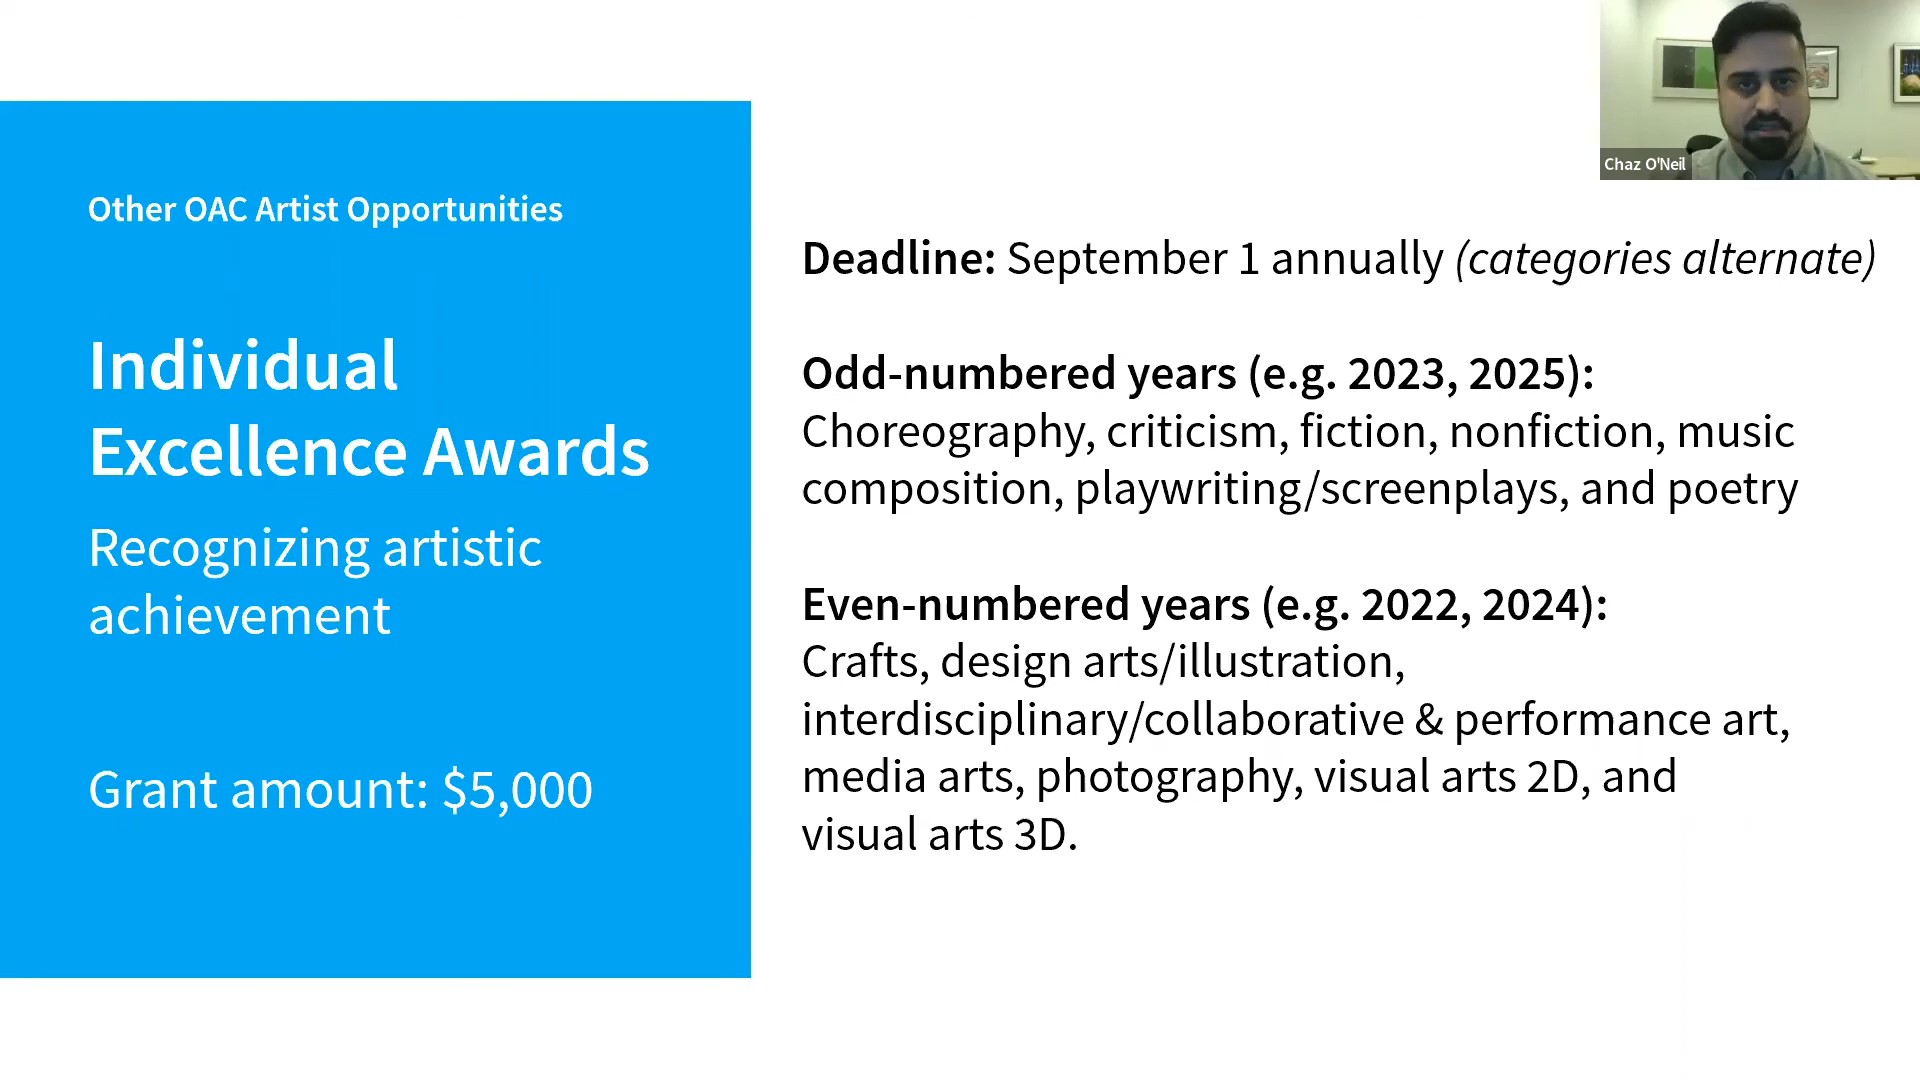 Other OAC Artist Opportunities
Individual
Excellence Awards
Recognizing artistic
achievement
Grant amount: $5,000
Chaz O'Neil
Deadline: September 1 annually (categories alternate)
Odd-numbered years (e.g. 2023, 2025):
Choreography, criticism, fiction, nonfiction, music
composition, playwriting/screenplays, and poetry
Even-numbered years (e.g. 2022, 2024):
Crafts, design arts/illustration,
interdisciplinary/collaborative & performance art,
media arts, photography, visual arts 2D, and
visual arts 3D.